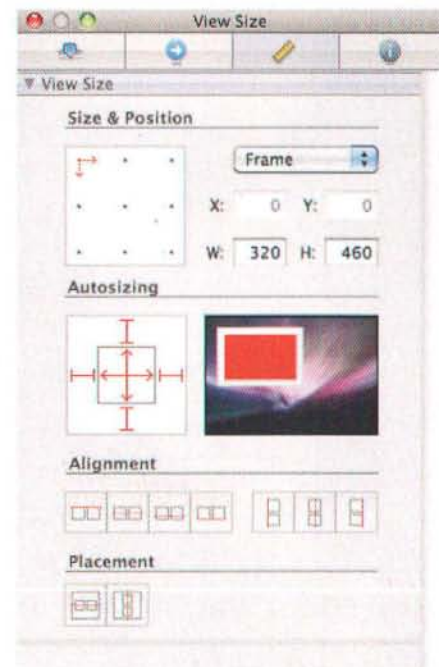 View Size
View Size
Size & Position
Frame
X: 0 Y: 0
W: 320 H: 460
Autosizing
Alignment
Placement